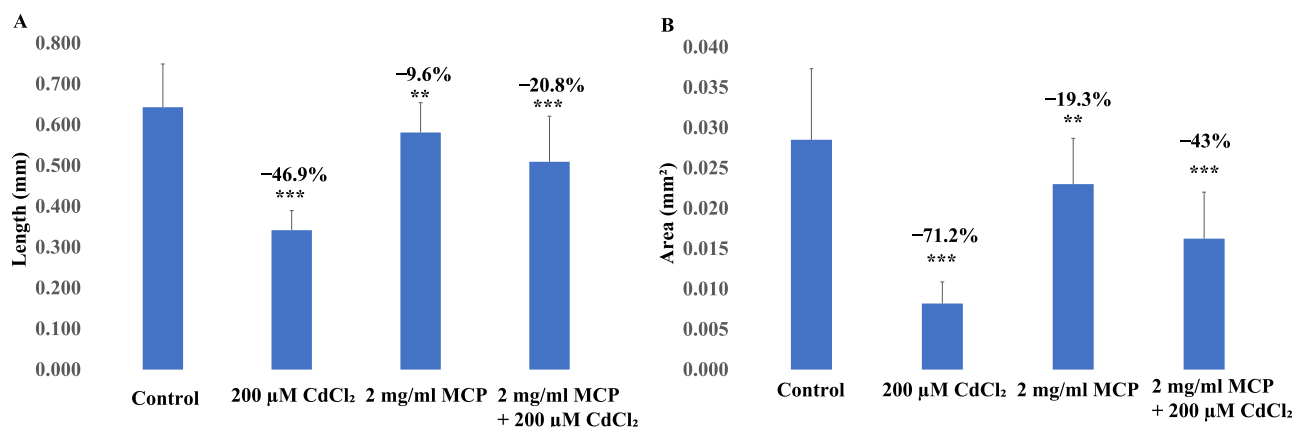 A
Length (mm)
0.800
0.700
0.600
0.500
0.400
0.300
0.200
0.100
0.000
−46.9%
***
−9.6%
**
−20.8%
***
Control
200 µM CdCl₂
2 mg/ml MCP
2 mg/ml MCP
+ 200 µM CdCl₂
B
Area (mm²)
0.040
0.035
0.030
0.025
0.020
0.015
0.010
0.005
0.000
−71.2%
***
−19.3%
**
−43%
***
Control
200 µM CdCl₂
2 mg/ml MCP
2 mg/ml MCP
+ 200 µM CdCl₂